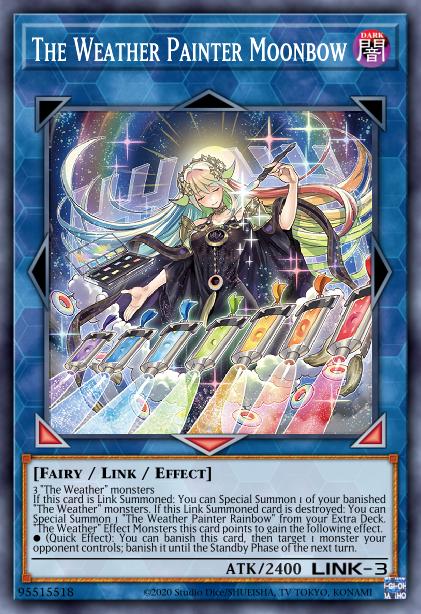 THE WEATHER PAINTER MOONBOW
DARK
闇
[FAIRY / LINK / EFFECT]
3 "The Weather" monsters
If this card is Link Summoned: You can Special Summon 1 of your banished
"The Weather" monsters. If this Link Summoned card is destroyed: You can
Special Summon 1 "The Weather Painter Rainbow" from your Extra Deck.
"The Weather" Effect Monsters this card points to gain the following effect.
● (Quick Effect): You can banish this card, then target 1 monster your
opponent controls; banish it until the Standby Phase of the next turn.
ATK/2400 LINK-3
95515518 ©2020 Studio Dice/SHUEISHA, TV TOKYO, KONAMI